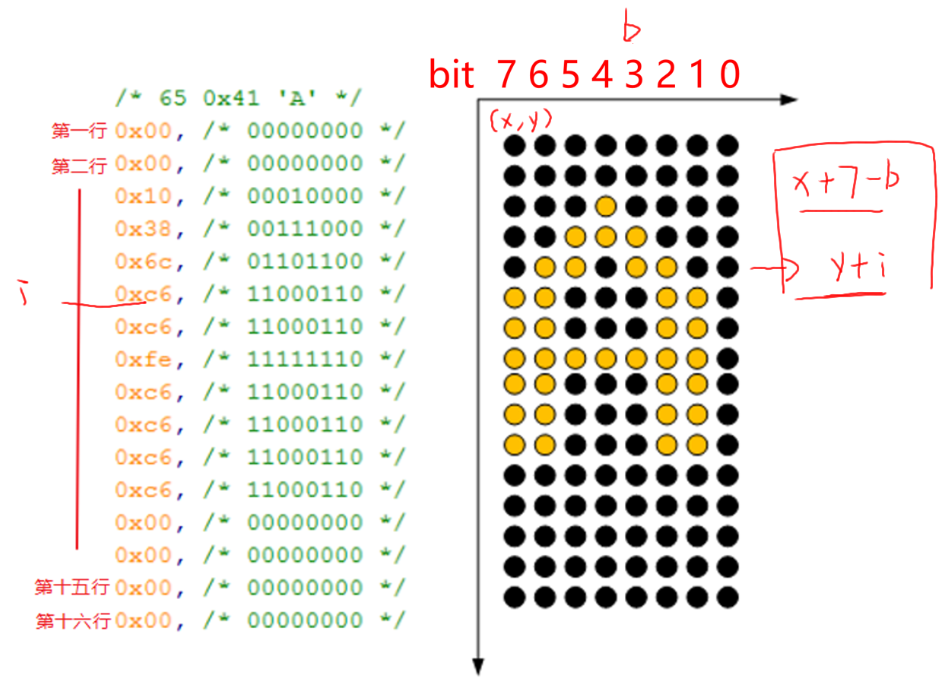 b
bit 7 6 5 4 3 2 1 0
/* 65 0x41 'A' */
(x,y)
第一行 0x00, /* 00000000 */
第二行 0x00, /* 00000000 */
0x10, /* 00010000 */
x+7-b
0x38, /* 00111000 */
0x6c, /* 01101100 */
y+i
i
0xc6, /* 11000110 */
0xc6, /* 11000110 */
0xfe, /* 11111110 */
0xc6, /* 11000110 */
0xc6, /* 11000110 */
0xc6, /* 11000110 */
0xc6, /* 11000110 */
0x00, /* 00000000 */
0x00, /* 00000000 */
第十五行 0x00, /* 00000000 */
第十六行 0x00, /* 00000000 */